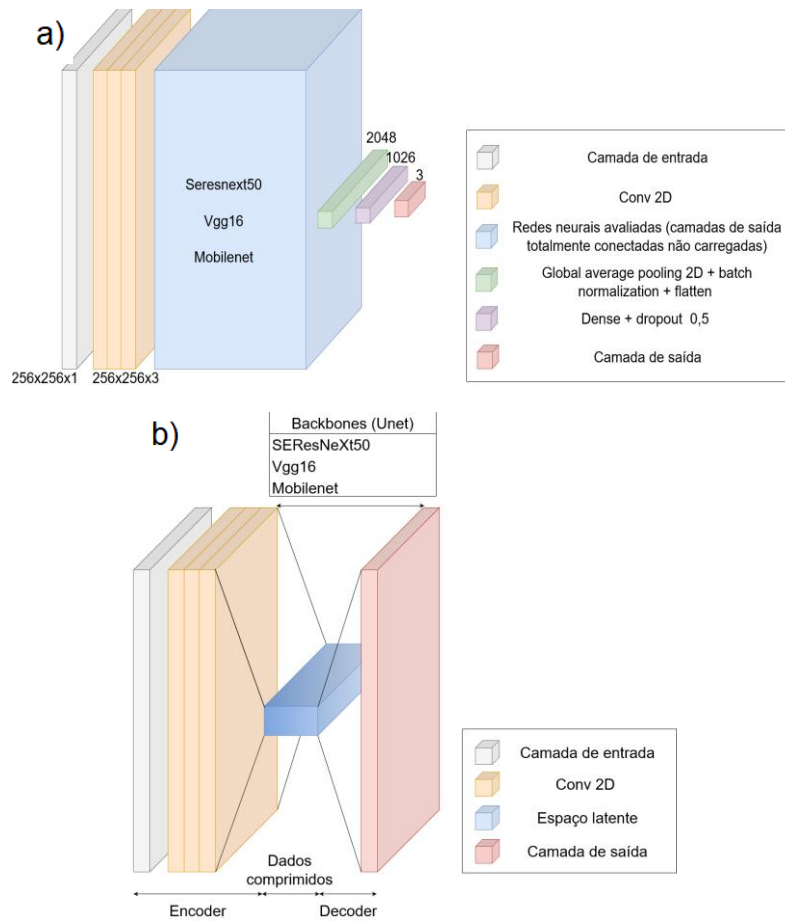 a)
Seresnext50
Vgg16
Mobilenet
2048
1026
3
256x256x1
256x256x3
Camada de entrada
Conv 2D
Redes neurais avaliadas (camadas de saída
totalmente conectadas não carregadas)
Global average pooling 2D + batch
normalization + flatten
Dense + dropout 0,5
Camada de saída
b)
Backbones (Unet)
SEResNeXt50
Vgg16
Mobilenet
Dados
comprimidos
Encoder
Decoder
Camada de entrada
Conv 2D
Espaço latente
Camada de saída